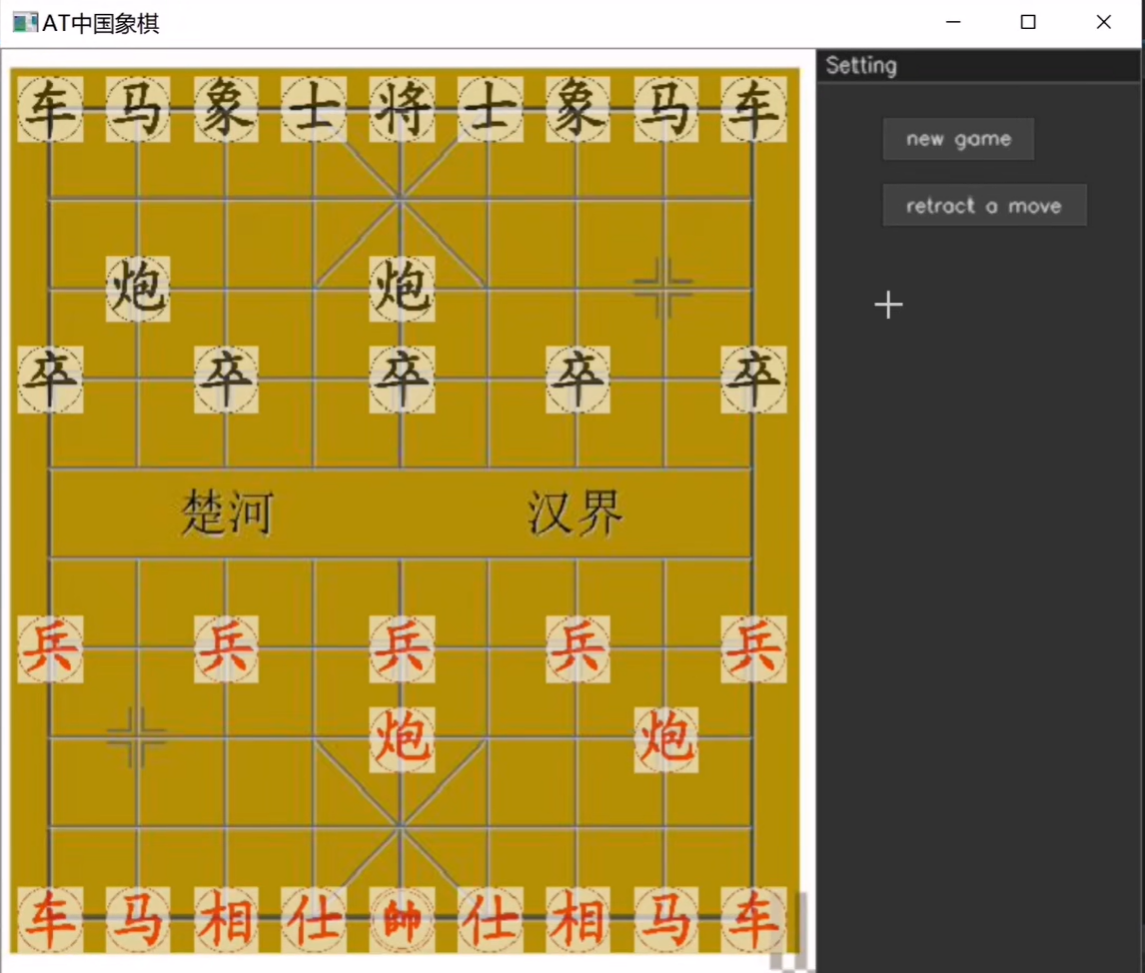 AT中国象棋
Setting
new game
retract a move
车 马 象 士 将 士 象 马 车
炮 炮
卒 卒 卒 卒 卒
楚河 汉界
兵 兵 兵 兵 兵
炮 炮
车 马 相 仕 帥 仕 相 马 车